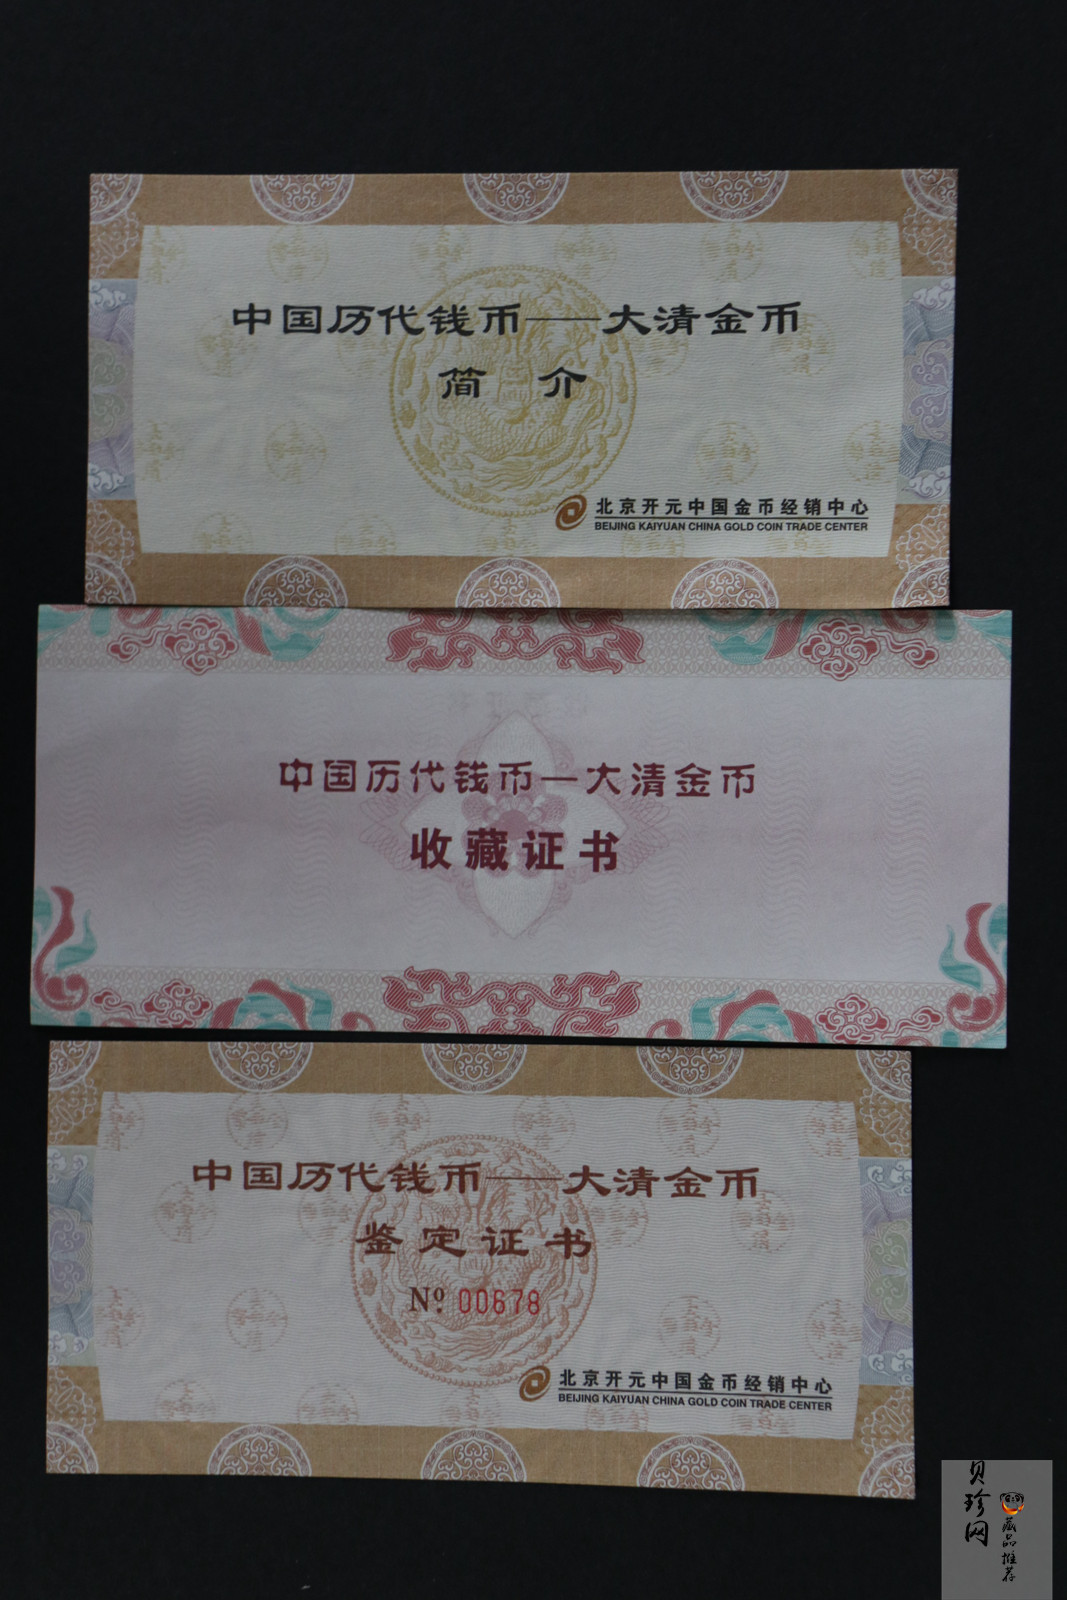 中国历代钱币——大清金币
简 介
北京开元中国金币经销中心
BEIJING KAIYUAN CHINA GOLD COIN TRADE CENTER
中国历代钱币—大清金币
收藏证书
中国历代钱币——大清金币
鉴定证书
Nº 00678
北京开元中国金币经销中心
BEIJING KAIYUAN CHINA GOLD COIN TRADE CENTER
贝珍网
藏品推荐